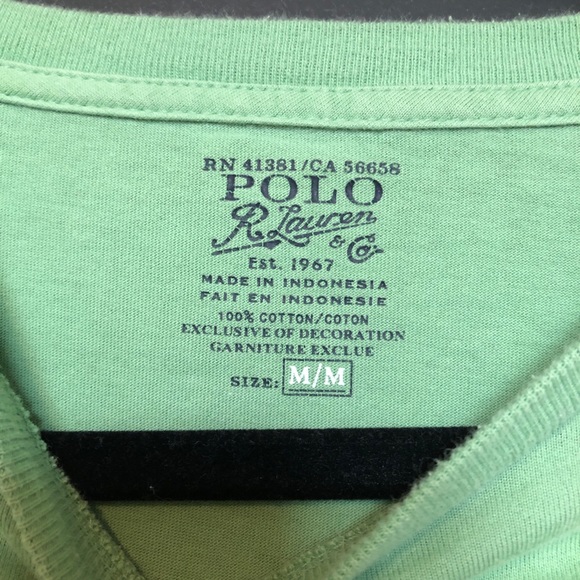 RN 41381/CA 56658
POLO
R. Lauren
& Co
Est. 1967
MADE IN INDONESIA
FAIT EN INDONESIE
100% COTTON/COTON
EXCLUSIVE OF DECORATION
GARNITURE EXCLUE
SIZE: M/M